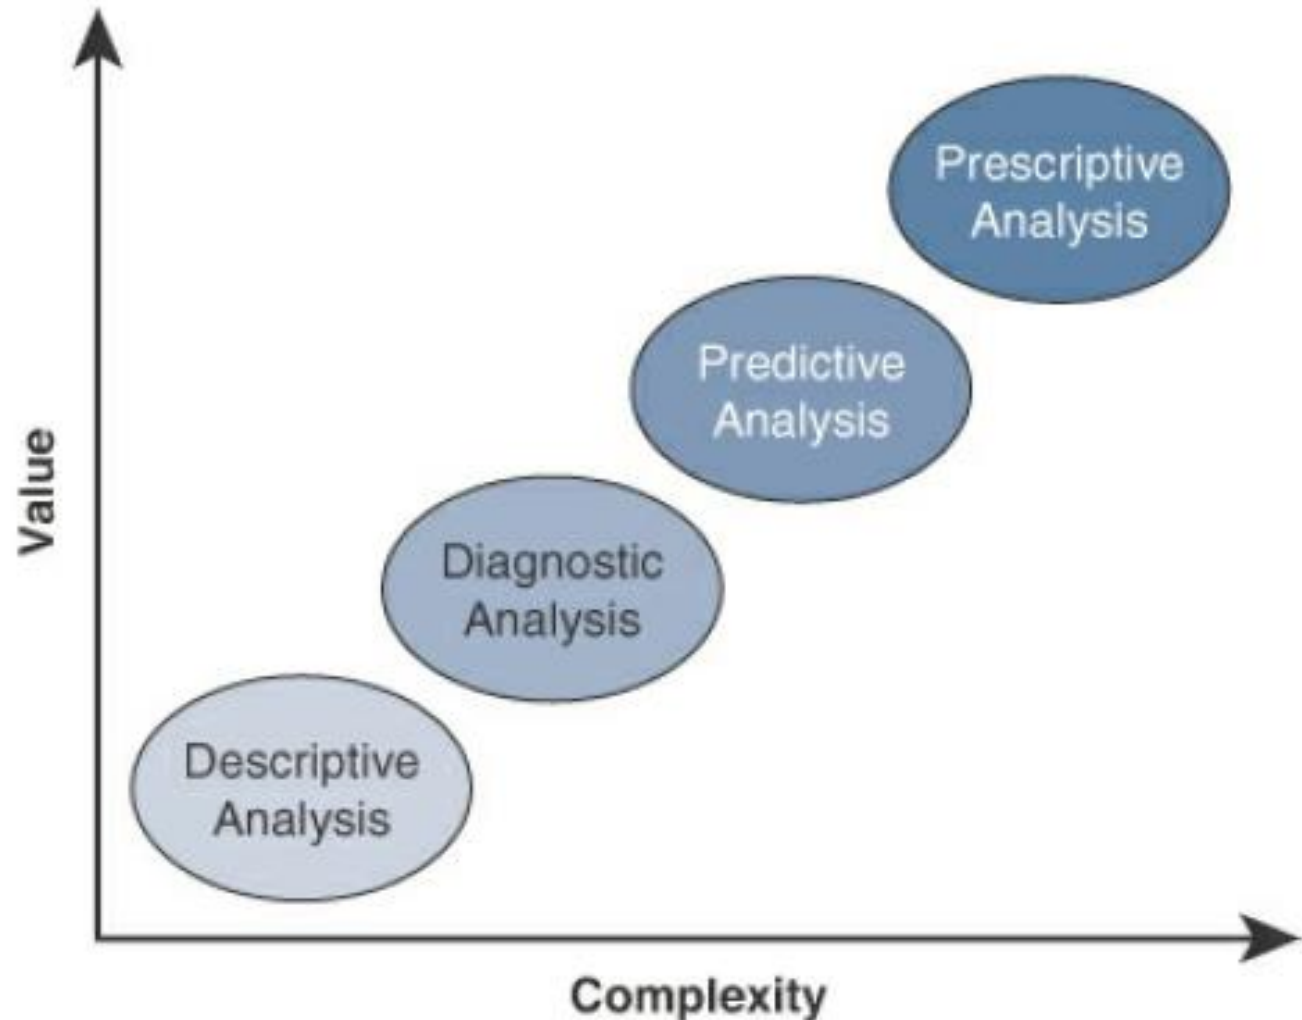 Prescriptive
Analysis
Predictive
Analysis
Value
Diagnostic
Analysis
Descriptive
Analysis
Complexity